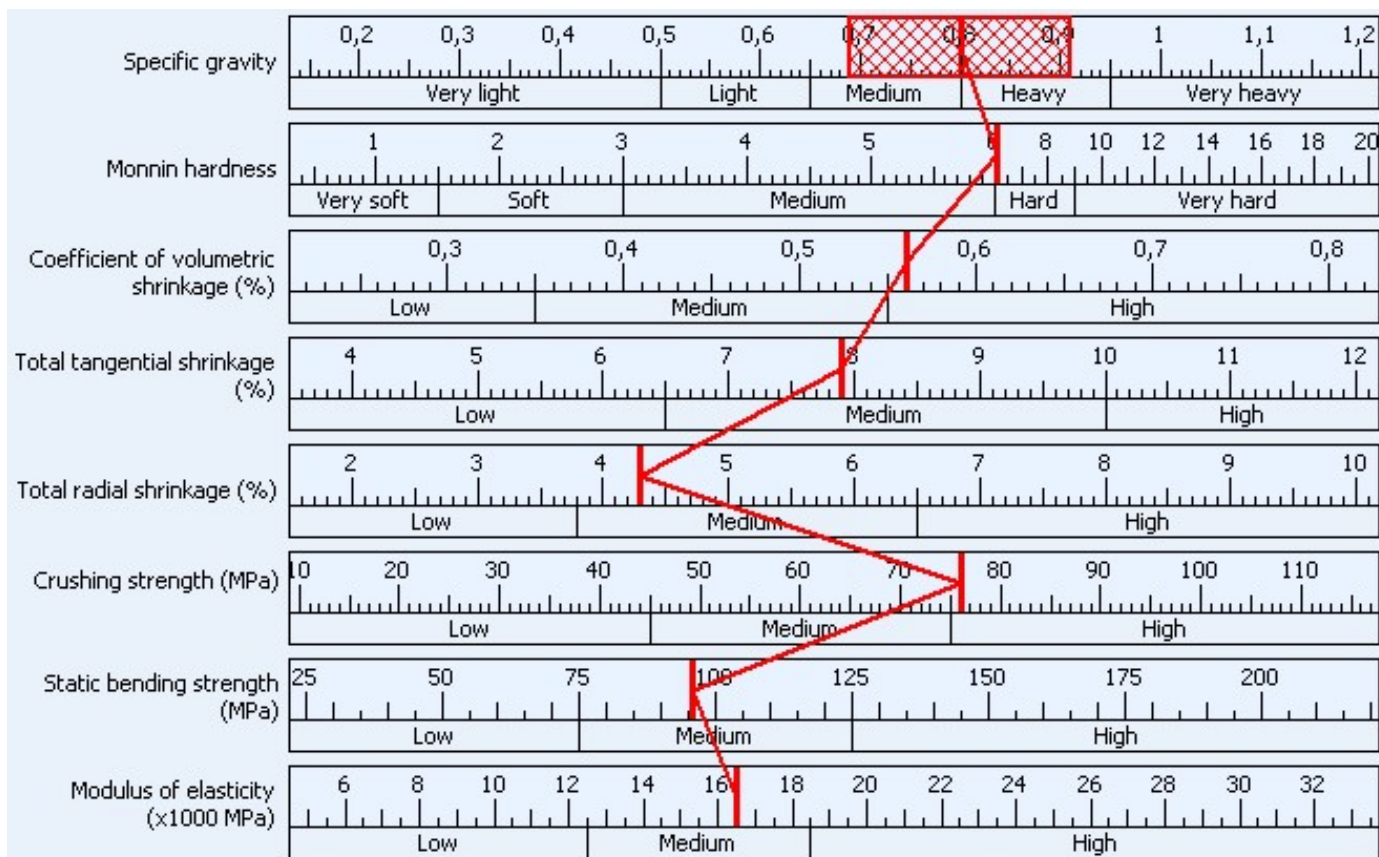 0,2 0,3 0,4 0,5 0,6 0,7 0,8 0,9 1 1,1 1,2
Specific gravity
Very light Light Medium Heavy Very heavy
1 2 3 4 5 6 8 10 12 14 16 18 20
Monnin hardness
Very soft Soft Medium Hard Very hard
0,3 0,4 0,5 0,6 0,7 0,8
Coefficient of volumetric
shrinkage (%)
Low Medium High
4 5 6 7 8 9 10 11 12
Total tangential shrinkage
(%)
Low Medium High
2 3 4 5 6 7 8 9 10
Total radial shrinkage (%)
Low Medium High
10 20 30 40 50 60 70 80 90 100 110
Crushing strength (MPa)
Low Medium High
25 50 75 100 125 150 175 200
Static bending strength
(MPa)
Low Medium High
6 8 10 12 14 16 18 20 22 24 26 28 30 32
Modulus of elasticity
(x1000 MPa)
Low Medium High